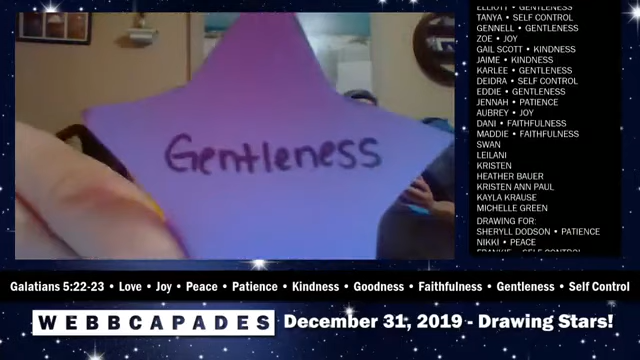 Gentleness
ELLIOTT • GENTLENESS
TANYA • SELF CONTROL
GENNELL • GENTLENESS
ZOE • JOY
GAIL SCOTT • KINDNESS
JAIME • KINDNESS
KARLEE • GENTLENESS
DEIDRA • SELF CONTROL
EDDIE • GENTLENESS
JENNAH • PATIENCE
AUBREY • JOY
DANI • FAITHFULNESS
MADDIE • FAITHFULNESS
SWAN
LEILANI
KRISTEN
HEATHER BAUER
KRISTEN ANN PAUL
KAYLA KRAUSE
MICHELLE GREEN
DRAWING FOR:
SHERYLL DODSON • PATIENCE
NIKKI • PEACE
Galatians 5:22-23 • Love • Joy • Peace • Patience • Kindness • Goodness • Faithfulness • Gentleness • Self Control
WEBBCAPADES December 31, 2019 - Drawing Stars!